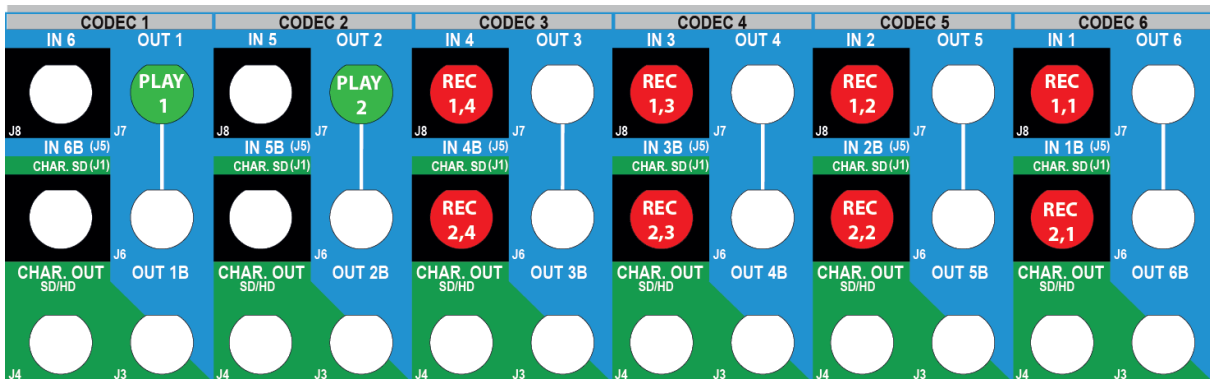 CODEC 1 CODEC 2 CODEC 3 CODEC 4 CODEC 5 CODEC 6
IN 6 OUT 1 IN 5 OUT 2 IN 4 OUT 3 IN 3 OUT 4 IN 2 OUT 5 IN 1 OUT 6
PLAY PLAY REC REC REC REC
1 2 1,4 1,3 1,2 1,1
J8 J7 J8 J7 J8 J7 J8 J7 J8 J7 J8 J7
IN 6B (J5) IN 5B (J5) IN 4B (J5) IN 3B (J5) IN 2B (J5) IN 1B (J5)
CHAR. SD (J1) CHAR. SD (J1) CHAR. SD (J1) CHAR. SD (J1) CHAR. SD (J1) CHAR. SD (J1)
REC REC REC REC
2,4 2,3 2,2 2,1
J6 J6 J6 J6 J6 J6
CHAR. OUT OUT 1B CHAR. OUT OUT 2B CHAR. OUT OUT 3B CHAR. OUT OUT 4B CHAR. OUT OUT 5B CHAR. OUT OUT 6B
SD/HD SD/HD SD/HD SD/HD SD/HD SD/HD
J4 J3 J4 J3 J4 J3 J4 J3 J4 J3 J4 J3